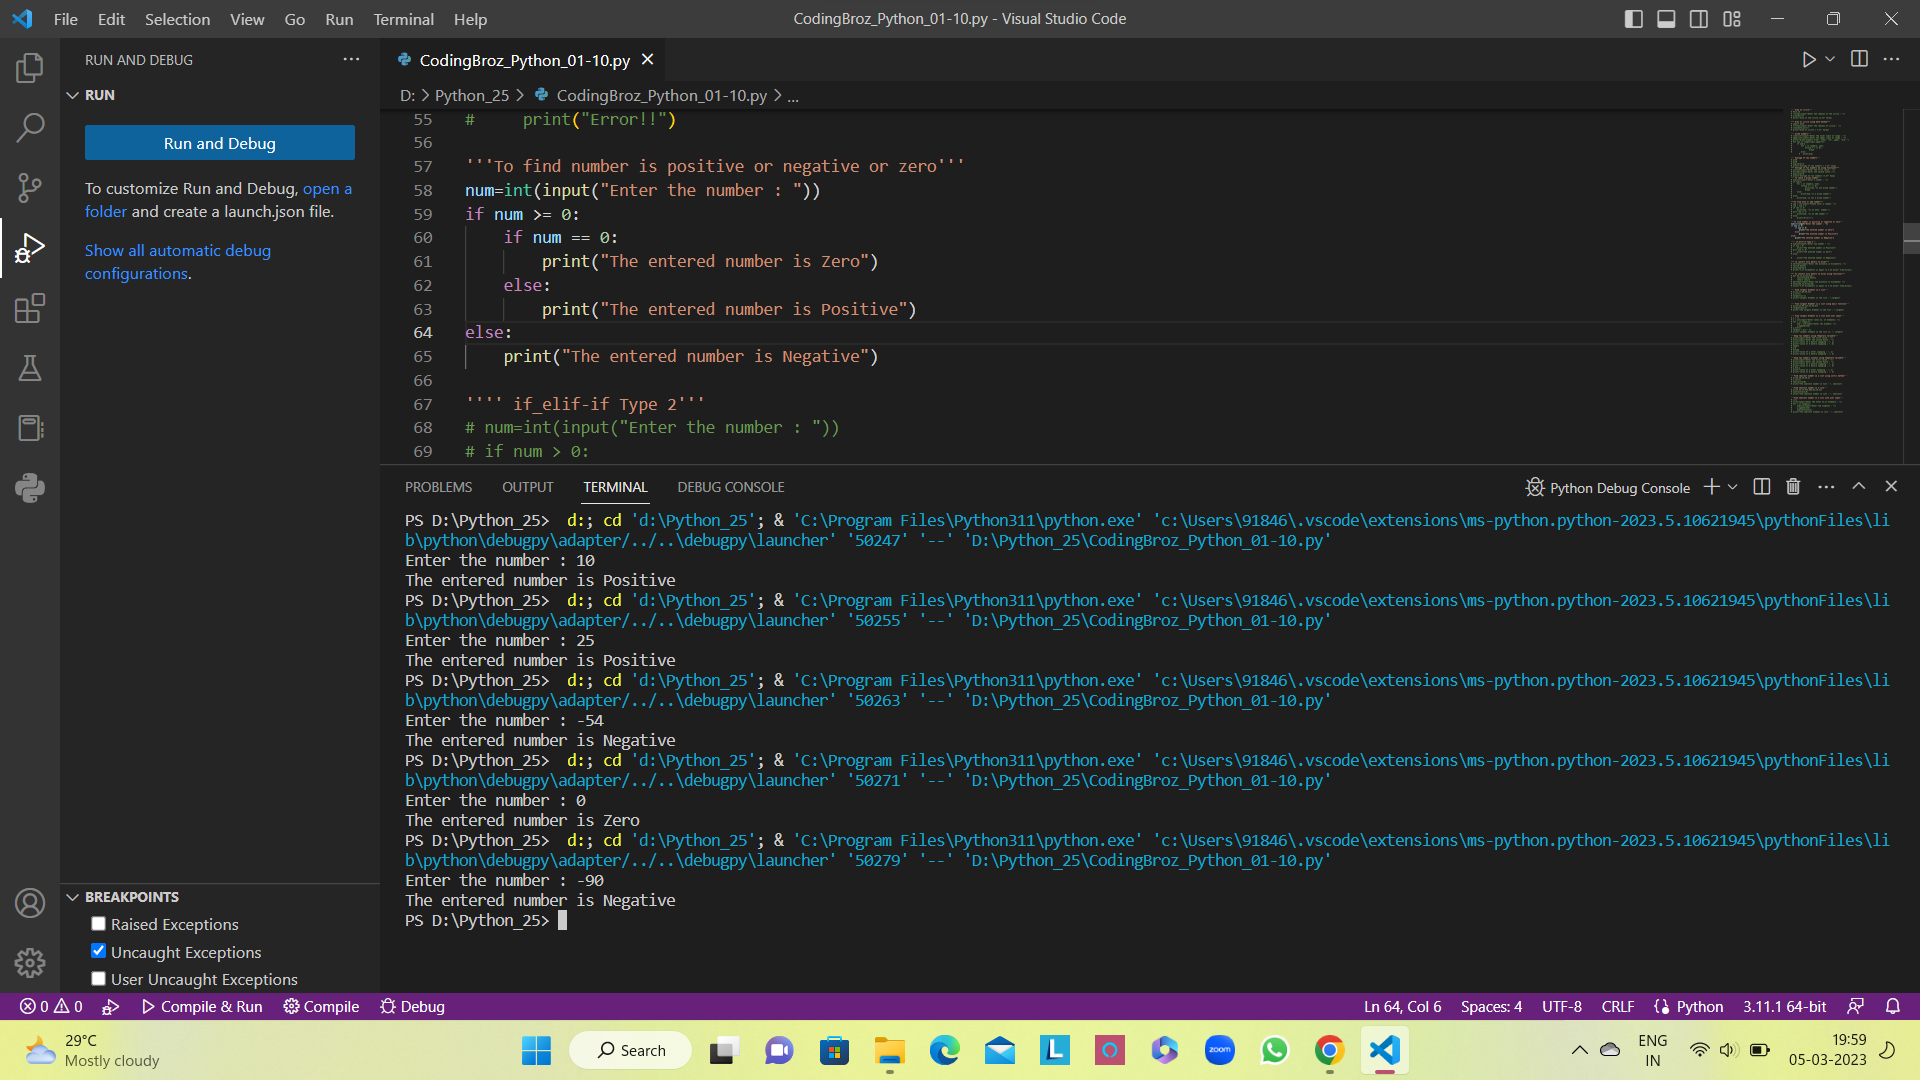 File Edit Selection View Go Run Terminal Help
CodingBroz_Python_01-10.py - Visual Studio Code
RUN AND DEBUG
RUN
Run and Debug
To customize Run and Debug, open a
folder and create a launch.json file.
Show all automatic debug
configurations.
CodingBroz_Python_01-10.py
D: > Python_25 > CodingBroz_Python_01-10.py > ...
55 #     print("Error!!")
56
57 '''To find number is positive or negative or zero'''
58 num=int(input("Enter the number : "))
59 if num >= 0:
60     if num == 0:
61         print("The entered number is Zero")
62     else:
63         print("The entered number is Positive")
64 else:
65     print("The entered number is Negative")
66
67 '''' if_elif-if Type 2'''
68 # num=int(input("Enter the number : "))
69 # if num > 0:
PROBLEMS OUTPUT TERMINAL DEBUG CONSOLE
Python Debug Console
PS D:\Python_25>  d:; cd 'd:\Python_25'; & 'C:\Program Files\Python311\python.exe' 'c:\Users\91846\.vscode\extensions\ms-python.python-2023.5.10621945\pythonFiles\li
b\python\debugpy\adapter/../..\debugpy\launcher' '50247' '--' 'D:\Python_25\CodingBroz_Python_01-10.py'
Enter the number : 10
The entered number is Positive
PS D:\Python_25>  d:; cd 'd:\Python_25'; & 'C:\Program Files\Python311\python.exe' 'c:\Users\91846\.vscode\extensions\ms-python.python-2023.5.10621945\pythonFiles\li
b\python\debugpy\adapter/../..\debugpy\launcher' '50255' '--' 'D:\Python_25\CodingBroz_Python_01-10.py'
Enter the number : 25
The entered number is Positive
PS D:\Python_25>  d:; cd 'd:\Python_25'; & 'C:\Program Files\Python311\python.exe' 'c:\Users\91846\.vscode\extensions\ms-python.python-2023.5.10621945\pythonFiles\li
b\python\debugpy\adapter/../..\debugpy\launcher' '50263' '--' 'D:\Python_25\CodingBroz_Python_01-10.py'
Enter the number : -54
The entered number is Negative
PS D:\Python_25>  d:; cd 'd:\Python_25'; & 'C:\Program Files\Python311\python.exe' 'c:\Users\91846\.vscode\extensions\ms-python.python-2023.5.10621945\pythonFiles\li
b\python\debugpy\adapter/../..\debugpy\launcher' '50271' '--' 'D:\Python_25\CodingBroz_Python_01-10.py'
Enter the number : 0
The entered number is Zero
PS D:\Python_25>  d:; cd 'd:\Python_25'; & 'C:\Program Files\Python311\python.exe' 'c:\Users\91846\.vscode\extensions\ms-python.python-2023.5.10621945\pythonFiles\li
b\python\debugpy\adapter/../..\debugpy\launcher' '50279' '--' 'D:\Python_25\CodingBroz_Python_01-10.py'
Enter the number : -90
The entered number is Negative
PS D:\Python_25>
BREAKPOINTS
Raised Exceptions
Uncaught Exceptions
User Uncaught Exceptions
0 0 Compile & Run Compile Debug
Ln 64, Col 6 Spaces: 4 UTF-8 CRLF Python 3.11.1 64-bit
29°C
Mostly cloudy
Search
zoom
ENG
IN
19:59
05-03-2023